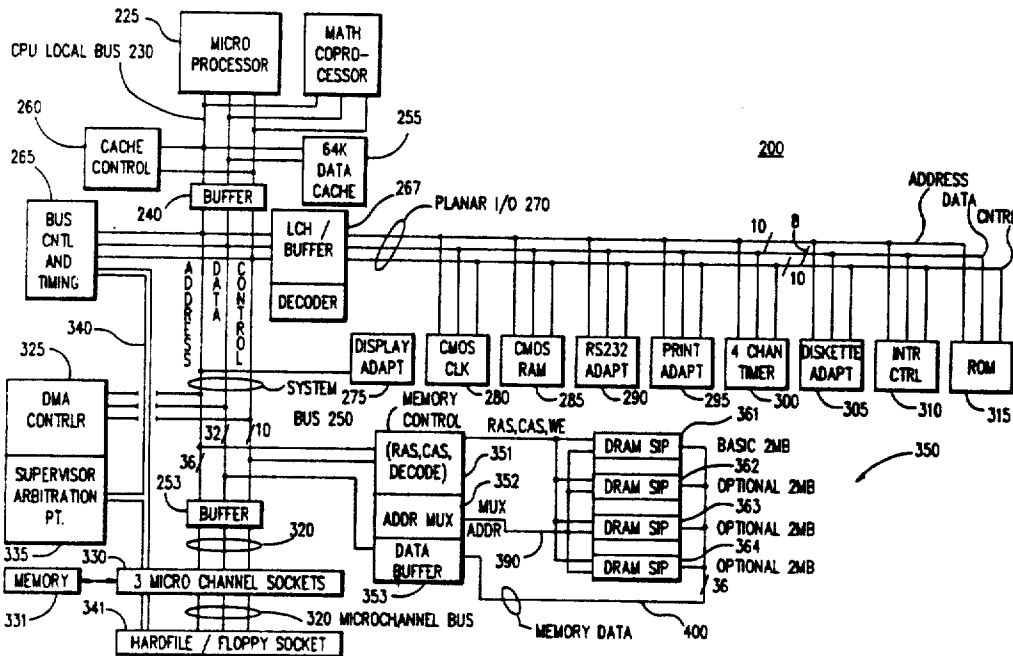 225
MICRO
PROCESSOR
MATH
COPRO-
CESSOR
CPU LOCAL BUS 230
260
CACHE
CONTROL
255
64K
DATA
CACHE
200
265
BUFFER
240
267
PLANAR I/O 270
BUS
CNTL
AND
TIMING
LCH /
BUFFER
DECODER
ADDRESS
DATA
CNTRL
10
8
10
ADDRESS
DATA
CONTROL
340
325
DMA
CONTRLR
SUPERVISOR
ARBITRATION
PT.
335
SYSTEM
BUS 250
DISPLAY
ADAPT
275
CMOS
CLK
280
CMOS
RAM
285
RS232
ADAPT
290
PRINT
ADAPT
295
4 CHAN
TIMER
300
DISKETTE
ADAPT
305
INTR
CTRL
310
ROM
315
32
10
36
MEMORY
CONTROL
(RAS,CAS,
DECODE)
351
352
ADDR MUX
DATA
BUFFER
353
RAS,CAS,WE
MUX
ADDR
390
361
DRAM SIP
BASIC 2MB
362
DRAM SIP
OPTIONAL 2MB
363
DRAM SIP
OPTIONAL 2MB
364
DRAM SIP
OPTIONAL 2MB
350
36
253
BUFFER
320
330
MEMORY
331
3 MICRO CHANNEL SOCKETS
341
320 MICROCHANNEL BUS
HARDFILE / FLOPPY SOCKET
MEMORY DATA
400